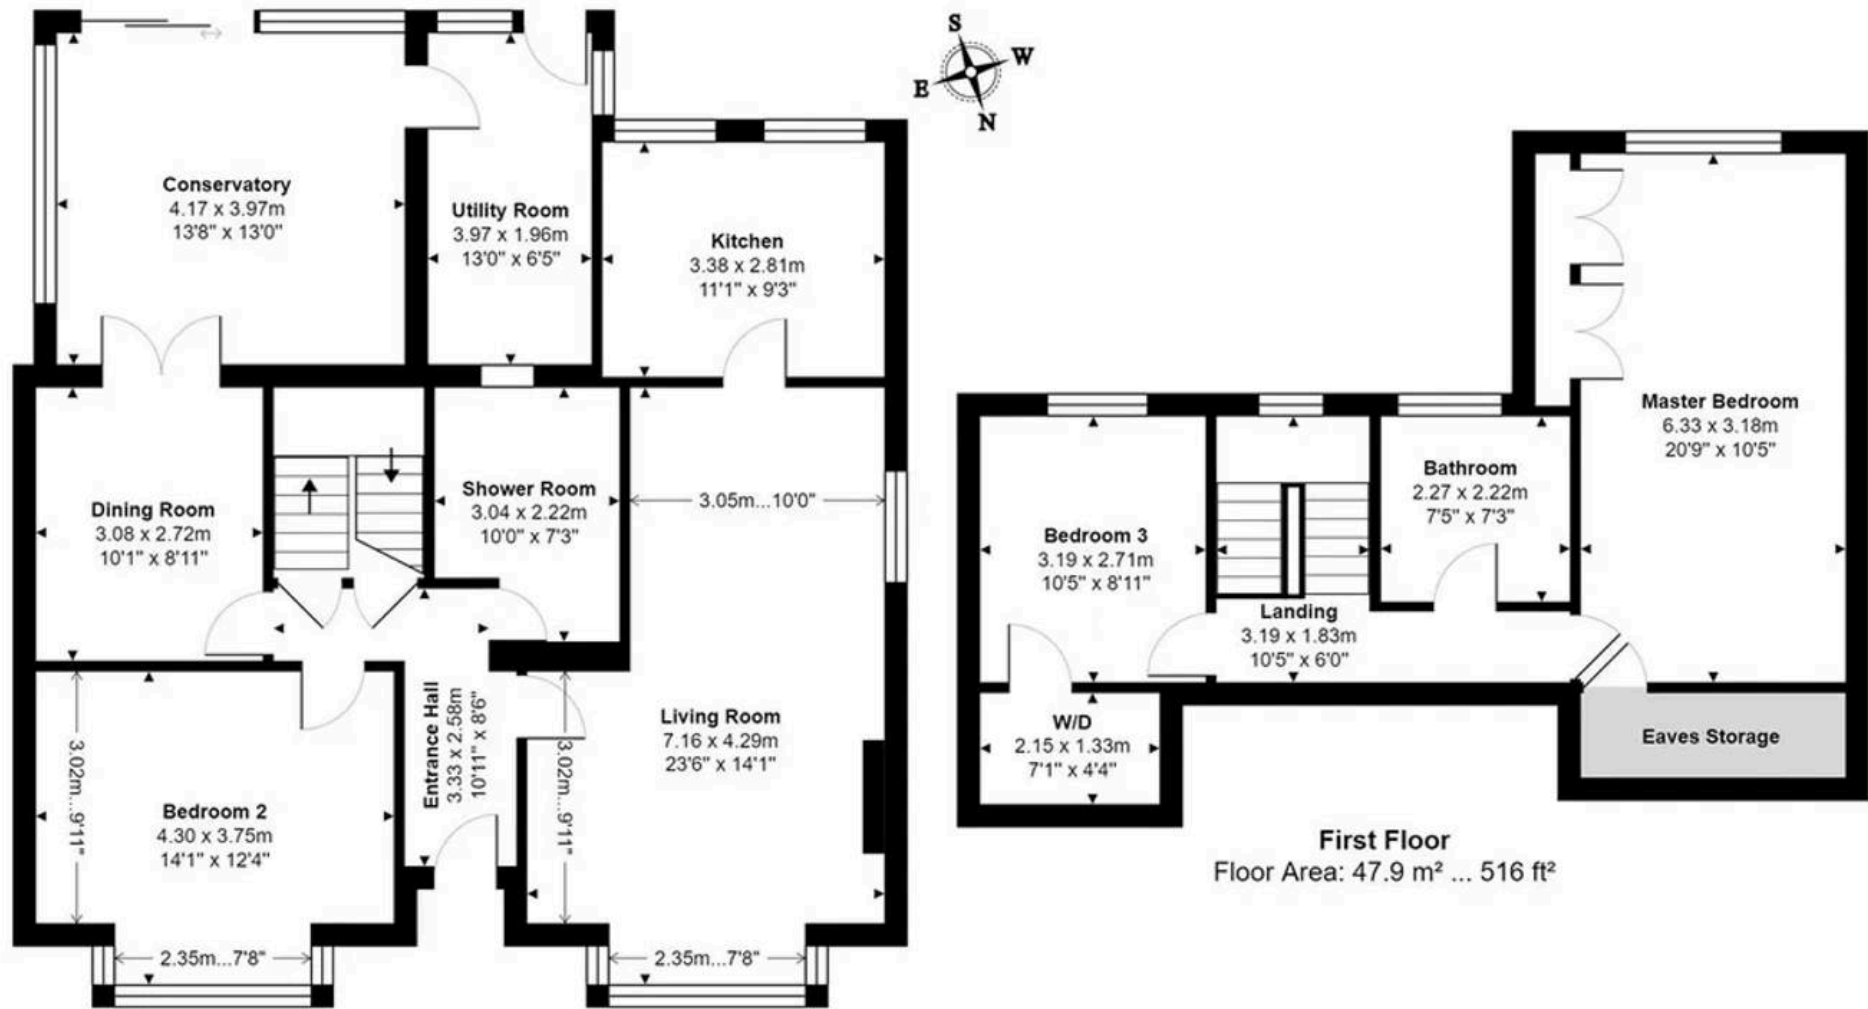 S
W
E
N
Conservatory
4.17 x 3.97m
13'8" x 13'0"
Utility Room
3.97 x 1.96m
13'0" x 6'5"
Kitchen
3.38 x 2.81m
11'1" x 9'3"
Dining Room
3.08 x 2.72m
10'1" x 8'11"
Shower Room
3.04 x 2.22m
10'0" x 7'3"
3.05m...10'0"
Entrance Hall
3.33 x 2.58m
10'11" x 8'6"
Living Room
7.16 x 4.29m
23'6" x 14'1"
3.02m...9'11"
3.02m...9'11"
Bedroom 2
4.30 x 3.75m
14'1" x 12'4"
2.35m...7'8"
2.35m...7'8"
Master Bedroom
6.33 x 3.18m
20'9" x 10'5"
Bathroom
2.27 x 2.22m
7'5" x 7'3"
Bedroom 3
3.19 x 2.71m
10'5" x 8'11"
Landing
3.19 x 1.83m
10'5" x 6'0"
W/D
2.15 x 1.33m
7'1" x 4'4"
Eaves Storage
First Floor
Floor Area: 47.9 m² ... 516 ft²